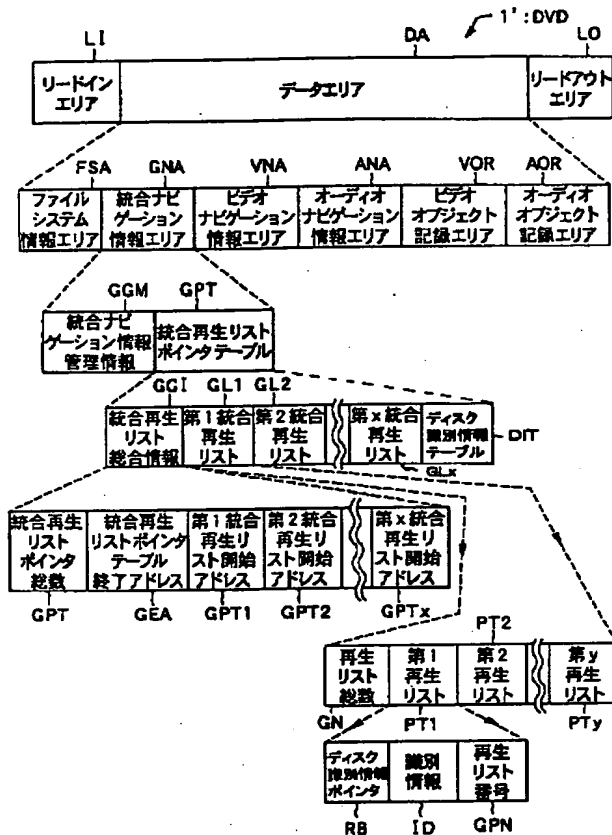 1':DVD
LI
DA
LO
リードイン
エリア
データエリア
リードアウト
エリア
FSA
GNA
VNA
ANA
VOR
AOR
ファイル
システム
情報エリア
統合ナビ
ゲーション
情報エリア
ビデオ
ナビゲーション
情報エリア
オーディオ
ナビゲーション
情報エリア
ビデオ
オブジェクト
記録エリア
オーディオ
オブジェクト
記録エリア
GGM
GPT
統合ナビ
ゲーション情報
管理情報
統合再生リスト
ポインタテーブル
GGI
GL1
GL2
統合再生
リスト
総合情報
第1統合
再生
リスト
第2統合
再生
リスト
第x統合
再生
リスト
ディスク
識別情報
テーブル
DIT
GLx
統合再生
リスト
ポインタ
総数
統合再生
リストポインタ
テーブル
終了アドレス
第1統合
再生リ
スト開始
アドレス
第2統合
再生リ
スト開始
アドレス
第x統合
再生リ
スト開始
アドレス
GPT
GEA
GPT1
GPT2
GPTx
PT2
再生
リスト
総数
第1
再生
リスト
第2
再生
リスト
第y
再生
リスト
GN
PT1
PTy
ディスク
識別情報
ポインタ
識別
情報
再生
リスト
番号
RB
ID
GPN